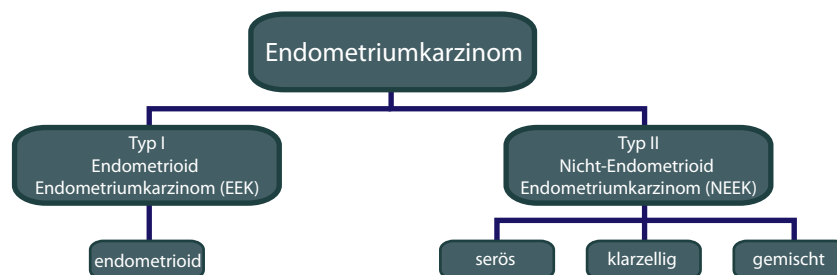 Endometriumkarzinom
Typ I
Endometrioid
Endometriumkarzinom (EEK)
Typ II
Nicht-Endometrioid
Endometriumkarzinom (NEEK)
endometrioid
serös
klarzellig
gemischt